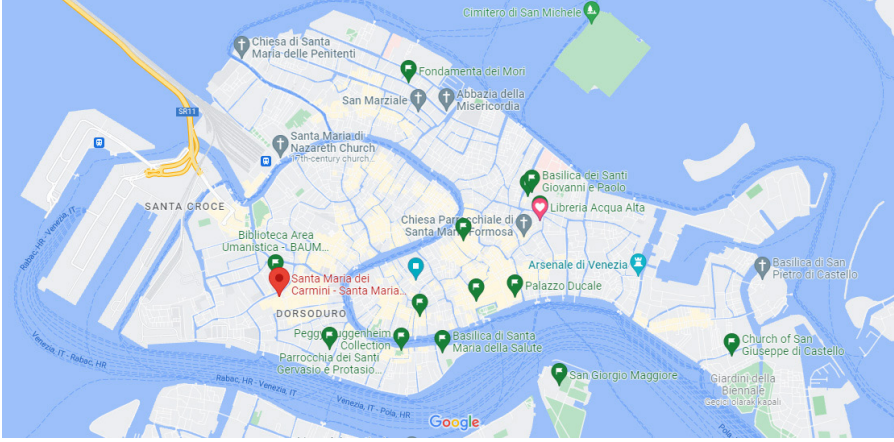 Cimitero di San Michele
Chiesa di Santa
Maria delle Penitenti
Fondamenta dei Mori
San Marziale
Abbazia della
Misericordia
SR11
Santa Maria di
Nazareth Church
17th-century church...
Basilica dei Santi
Giovanni e Paolo
SANTA CROCE
Libreria Acqua Alta
Chiesa Parrocchiale di
Santa Maria Formosa
Biblioteca Area
Umanistica - BAUM...
Arsenale di Venezia
Basilica di San
Pietro di Castello
Santa Maria dei
Carmini - Santa Maria...
Palazzo Ducale
DORSODURO
Peggy Guggenheim
Collection
Basilica di Santa
Maria della Salute
Church of San
Giuseppe di Castello
Parrocchia dei Santi
Gervasio e Protasio...
San Giorgio Maggiore
Giardini della
Biennale
Geçici olarak kapalı
Rabac, HR - Venezia, IT
Venezia, IT - Rabac, HR
Rabac, HR - Venezia, IT
Venezia, IT - Pola, HR
Google